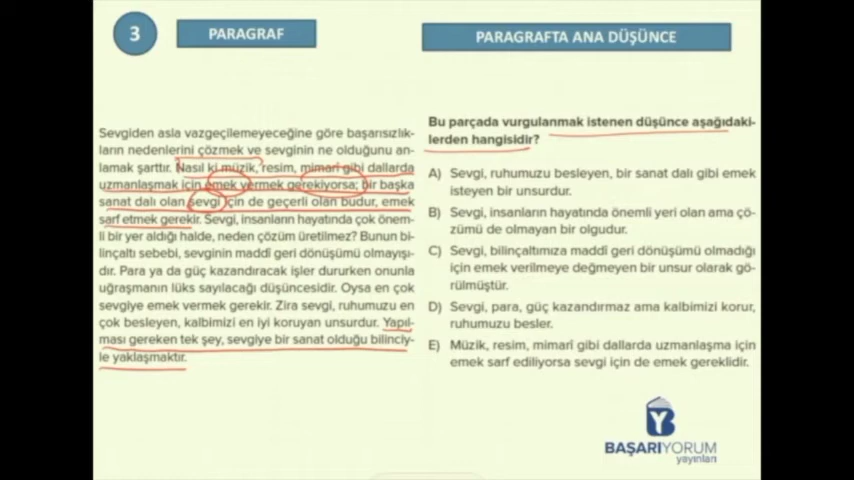 3
PARAGRAF
PARAGRAFTA ANA DÜŞÜNCE
Sevgiden asla vazgeçilemeyeceğine göre başarısızlık-
ların nedenlerini çözmek ve sevginin ne olduğunu an-
lamak şarttır. Nasıl ki müzik, resim, mimarî gibi dallarda
uzmanlaşmak için emek vermek gerekiyorsa; bir başka
sanat dalı olan sevgi için de geçerli olan budur, emek
sarf etmek gerekir. Sevgi, insanların hayatında çok önem-
li bir yer aldığı halde, neden çözüm üretilmez? Bunun bi-
linçaltı sebebi, sevginin maddî geri dönüşümü olmayışı-
dır. Para ya da güç kazandıracak işler dururken onunla
uğraşmanın lüks sayılacağı düşüncesidir. Oysa en çok
sevgiye emek vermek gerekir. Zira sevgi, ruhumuzu en
çok besleyen, kalbimizi en iyi koruyan unsurdur. Yapıl-
ması gereken tek şey, sevgiye bir sanat olduğu bilinciy-
le yaklaşmaktır.
Bu parçada vurgulanmak istenen düşünce aşağıdaki-
lerden hangisidir?
A) Sevgi, ruhumuzu besleyen, bir sanat dalı gibi emek
isteyen bir unsurdur.
B) Sevgi, insanların hayatında önemli yeri olan ama çö-
zümü de olmayan bir olgudur.
C) Sevgi, bilinçaltımıza maddî geri dönüşümü olmadığı
için emek verilmeye değmeyen bir unsur olarak gö-
rülmüştür.
D) Sevgi, para, güç kazandırmaz ama kalbimizi korur,
ruhumuzu besler.
E) Müzik, resim, mimarî gibi dallarda uzmanlaşma için
emek sarf ediliyorsa sevgi için de emek gereklidir.
BAŞARIYORUM
yayınları